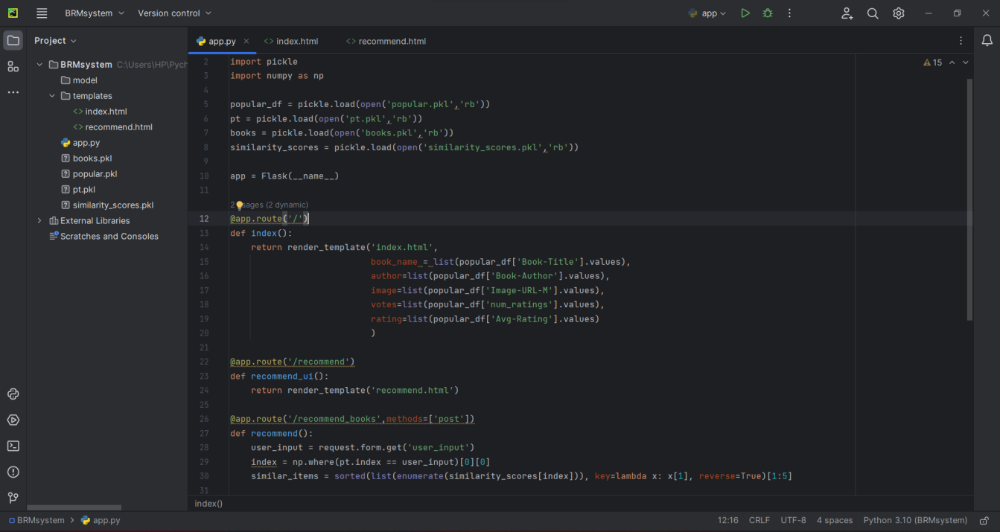 BRMsystem
Version control
app
Project
app.py
index.html
recommend.html
BRMsystem C:\Users\HP\Pych
model
templates
index.html
recommend.html
app.py
books.pkl
popular.pkl
pt.pkl
similarity_scores.pkl
External Libraries
Scratches and Consoles
15
2 import pickle
3 import numpy as np
4
5 popular_df = pickle.load(open('popular.pkl','rb'))
6 pt = pickle.load(open('pt.pkl','rb'))
7 books = pickle.load(open('books.pkl','rb'))
8 similarity_scores = pickle.load(open('similarity_scores.pkl','rb'))
9
10 app = Flask(__name__)
11
2 usages (2 dynamic)
12 @app.route('/')
13 def index():
14 return render_template('index.html',
15 book_name = list(popular_df['Book-Title'].values),
16 author=list(popular_df['Book-Author'].values),
17 image=list(popular_df['Image-URL-M'].values),
18 votes=list(popular_df['num_ratings'].values),
19 rating=list(popular_df['Avg-Rating'].values)
20 )
21
22 @app.route('/recommend')
23 def recommend_ui():
24 return render_template('recommend.html')
25
26 @app.route('/recommend_books',methods=['post'])
27 def recommend():
28 user_input = request.form.get('user_input')
29 index = np.where(pt.index == user_input)[0][0]
30 similar_items = sorted(list(enumerate(similarity_scores[index])), key=lambda x: x[1], reverse=True)[1:5]
31
index()
BRMsystem > app.py
12:16 CRLF UTF-8 4 spaces Python 3.10 (BRMsystem)